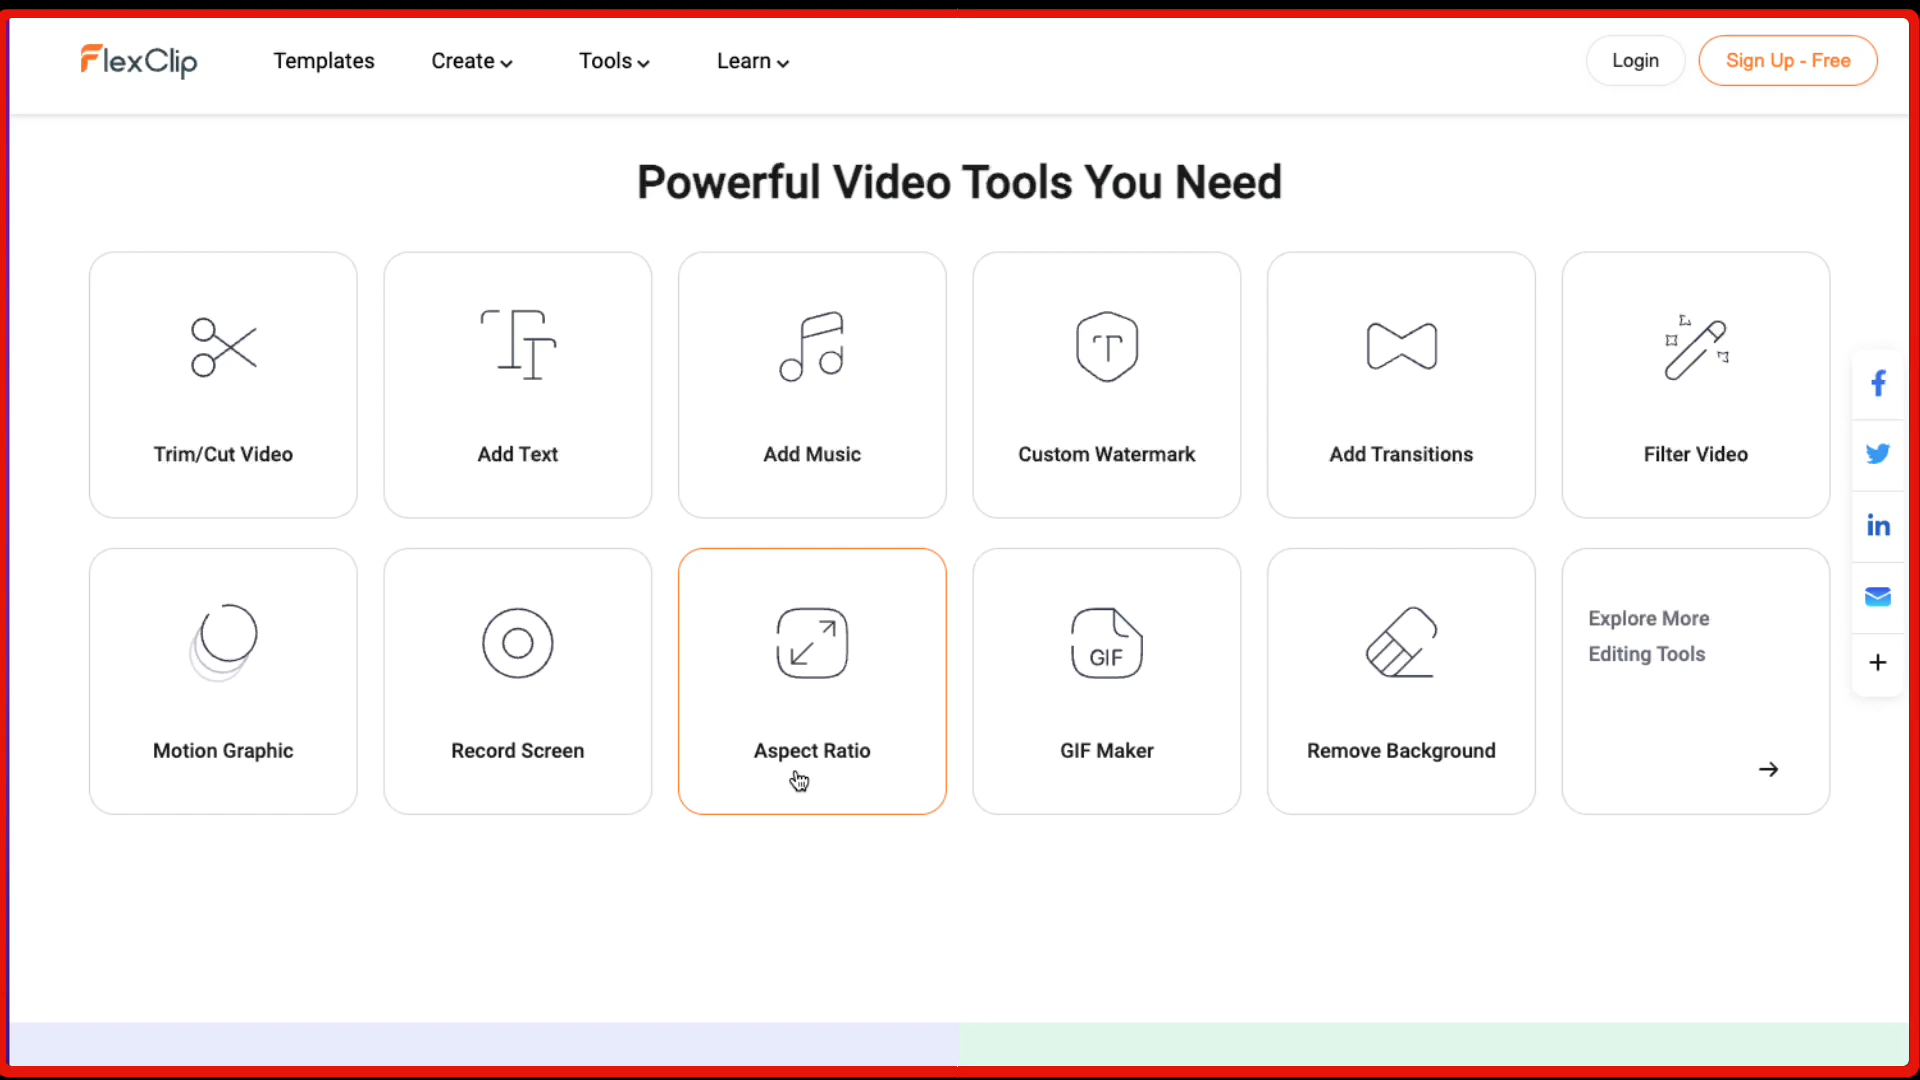 FlexClip
Templates
Create
Tools
Learn
Login
Sign Up - Free
Powerful Video Tools You Need
Trim/Cut Video
Add Text
Add Music
T
Custom Watermark
Add Transitions
Filter Video
Motion Graphic
Record Screen
Aspect Ratio
GIF
GIF Maker
Remove Background
Explore More
Editing Tools
f
in